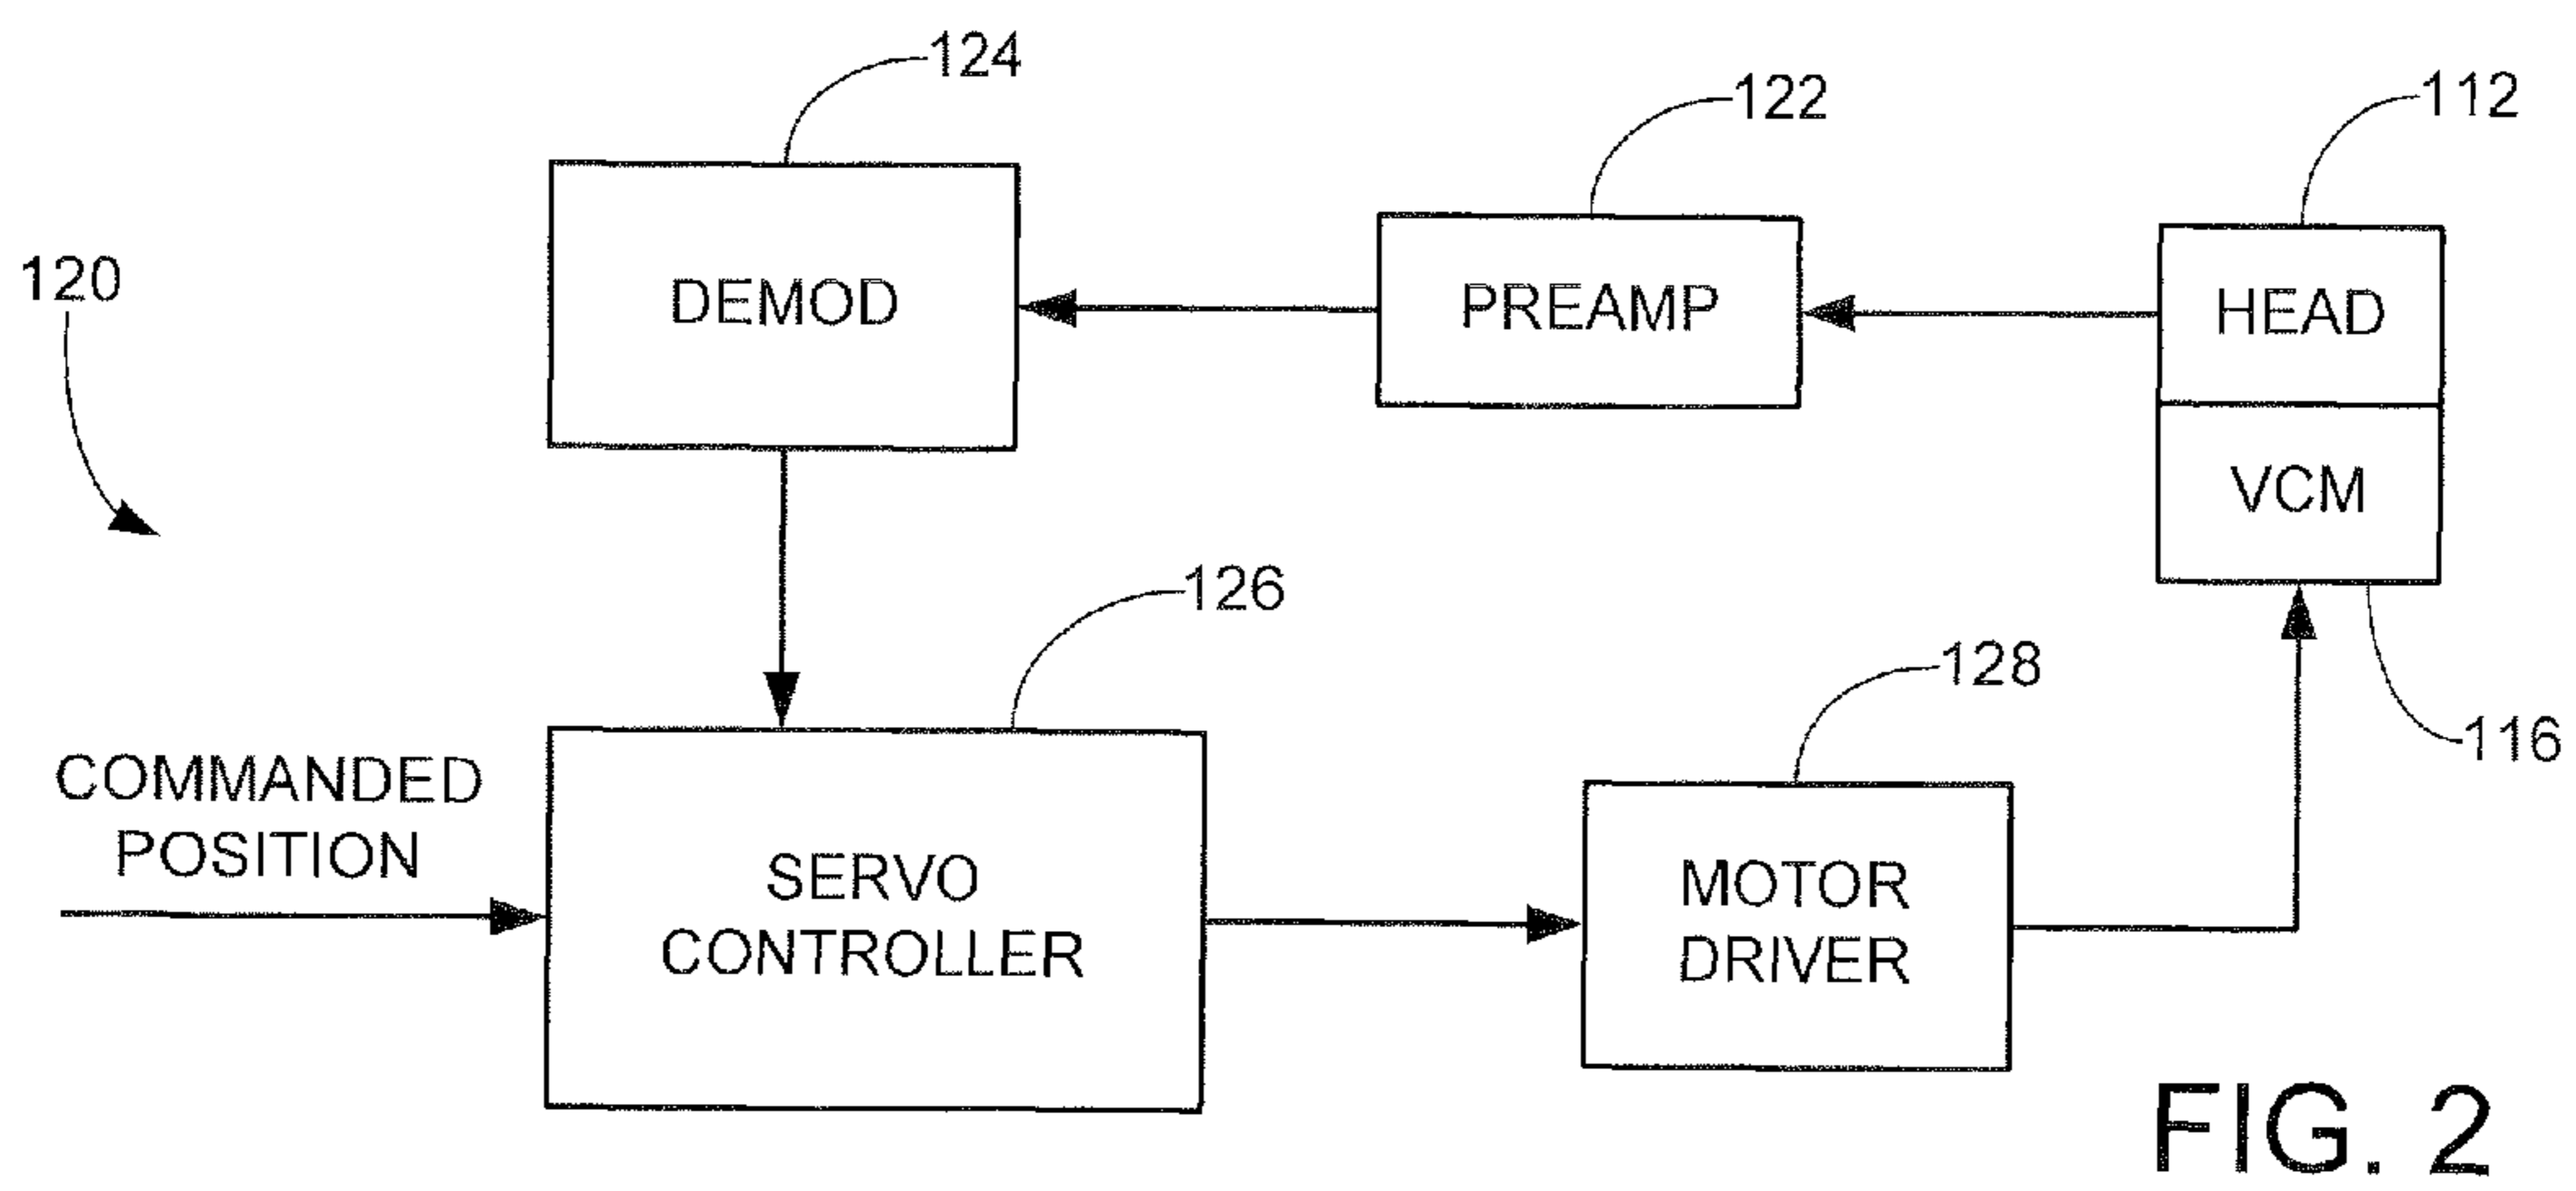 124
122
112
120
DEMOD
PREAMP
HEAD
VCM
126
128
116
COMMANDED
POSITION
SERVO
CONTROLLER
MOTOR
DRIVER
FIG. 2